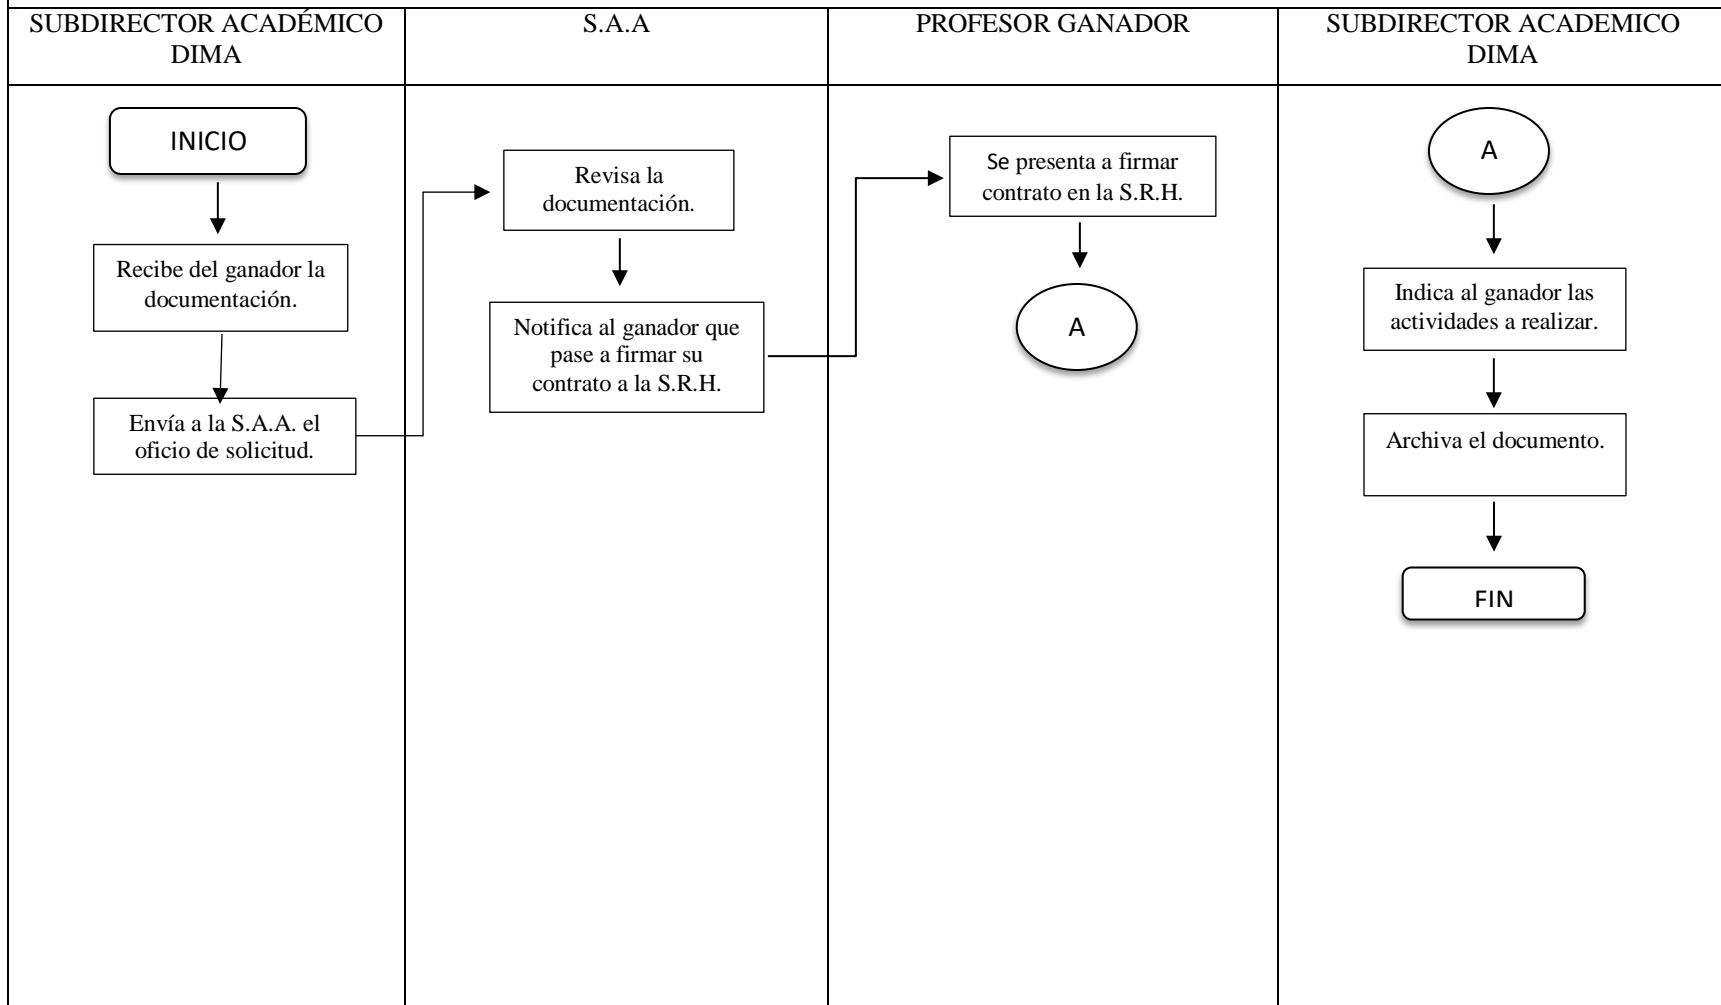 SUBDIRECTOR ACADÉMICO
DIMA
S.A.A
PROFESOR GANADOR
SUBDIRECTOR ACADEMICO
DIMA
INICIO
Recibe del ganador la
documentación.
Envía a la S.A.A. el
oficio de solicitud.
Revisa la
documentación.
Notifica al ganador que
pase a firmar su
contrato a la S.R.H.
Se presenta a firmar
contrato en la S.R.H.
A
A
Indica al ganador las
actividades a realizar.
Archiva el documento.
FIN